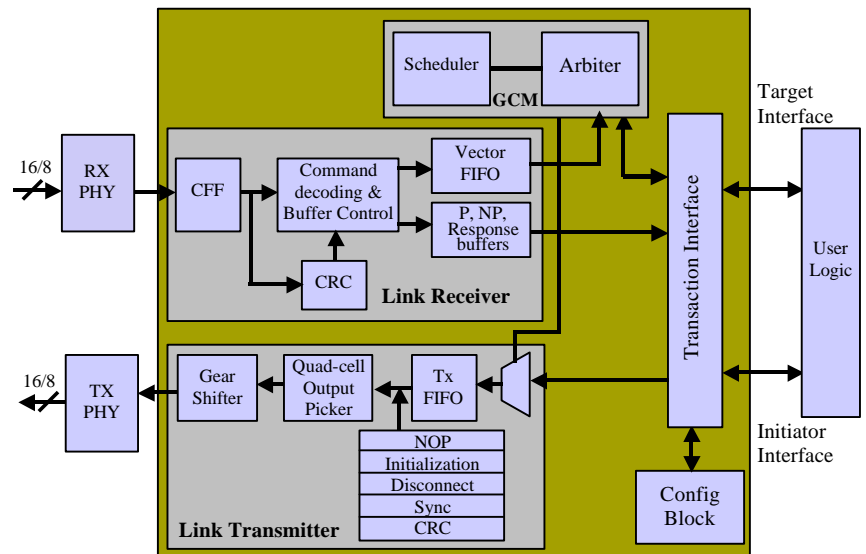 Scheduler
Arbiter
GCM
Target
Interface
16/8
RX
PHY
CFF
Command
decoding &
Buffer Control
Vector
FIFO
P, NP,
Response
buffers
CRC
Link Receiver
Transaction Interface
User
Logic
16/8
TX
PHY
Gear
Shifter
Quad-cell
Output
Picker
Tx
FIFO
NOP
Initialization
Disconnect
Sync
CRC
Link Transmitter
Initiator
Interface
Config
Block